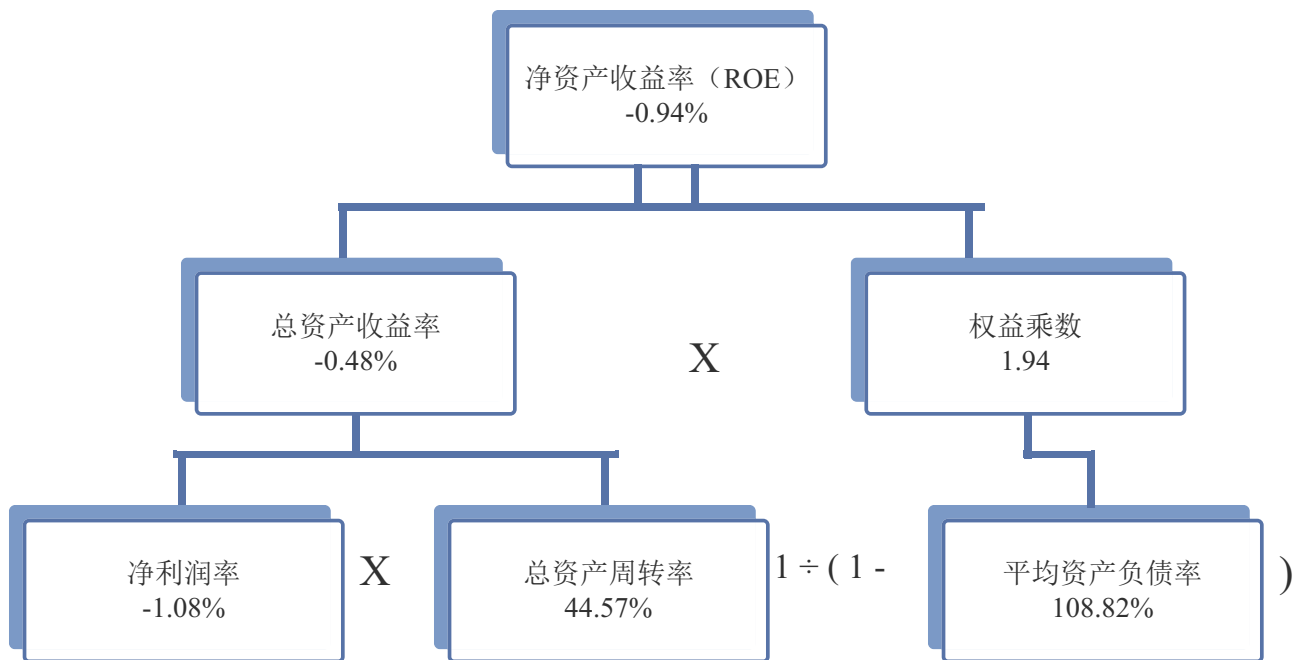 净资产收益率（ROE）
-0.94%
总资产收益率
-0.48%
X
权益乘数
1.94
净利润率
-1.08%
X
总资产周转率
44.57%
1 ÷ ( 1 -
平均资产负债率
108.82%
)